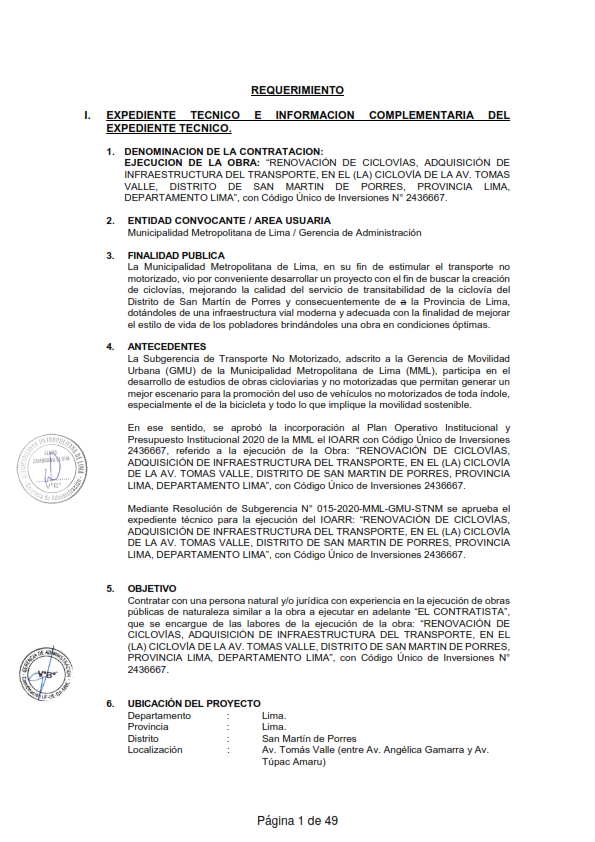 REQUERIMIENTO
I. EXPEDIENTE TECNICO E INFORMACION COMPLEMENTARIA DEL
EXPEDIENTE TECNICO.
1. DENOMINACION DE LA CONTRATACION:
EJECUCION DE LA OBRA: “RENOVACIÓN DE CICLOVÍAS, ADQUISICIÓN DE
INFRAESTRUCTURA DEL TRANSPORTE, EN EL (LA) CICLOVÍA DE LA AV. TOMAS
VALLE, DISTRITO DE SAN MARTIN DE PORRES, PROVINCIA LIMA,
DEPARTAMENTO LIMA”, con Código Único de Inversiones N° 2436667.
2. ENTIDAD CONVOCANTE / AREA USUARIA
Municipalidad Metropolitana de Lima / Gerencia de Administración
3. FINALIDAD PUBLICA
La Municipalidad Metropolitana de Lima, en su fin de estimular el transporte no
motorizado, vio por conveniente desarrollar un proyecto con el fin de buscar la creación
de ciclovías, mejorando la calidad del servicio de transitabilidad de la ciclovía del
Distrito de San Martín de Porres y consecuentemente de a la Provincia de Lima,
dotándoles de una infraestructura vial moderna y adecuada con la finalidad de mejorar
el estilo de vida de los pobladores brindándoles una obra en condiciones óptimas.
4. ANTECEDENTES
La Subgerencia de Transporte No Motorizado, adscrito a la Gerencia de Movilidad
Urbana (GMU) de la Municipalidad Metropolitana de Lima (MML), participa en el
desarrollo de estudios de obras cicloviarias y no motorizadas que permitan generar un
mejor escenario para la promoción del uso de vehículos no motorizados de toda índole,
especialmente el de la bicicleta y todo lo que implique la movilidad sostenible.
En ese sentido, se aprobó la incorporación al Plan Operativo Institucional y
Presupuesto Institucional 2020 de la MML el IOARR con Código Único de Inversiones
2436667, referido a la ejecución de la Obra: “RENOVACIÓN DE CICLOVÍAS,
ADQUISICIÓN DE INFRAESTRUCTURA DEL TRANSPORTE, EN EL (LA) CICLOVÍA
DE LA AV. TOMAS VALLE, DISTRITO DE SAN MARTIN DE PORRES, PROVINCIA
LIMA, DEPARTAMENTO LIMA”, con Código Único de Inversiones 2436667.
Mediante Resolución de Subgerencia N° 015-2020-MML-GMU-STNM se aprueba el
expediente técnico para la ejecución del IOARR: “RENOVACIÓN DE CICLOVÍAS,
ADQUISICIÓN DE INFRAESTRUCTURA DEL TRANSPORTE, EN EL (LA) CICLOVÍA
DE LA AV. TOMAS VALLE, DISTRITO DE SAN MARTIN DE PORRES, PROVINCIA
LIMA, DEPARTAMENTO LIMA”, con Código Único de Inversiones 2436667.
5. OBJETIVO
Contratar con una persona natural y/o jurídica con experiencia en la ejecución de obras
públicas de naturaleza similar a la obra a ejecutar en adelante “EL CONTRATISTA”,
que se encargue de las labores de la ejecución de la obra: “RENOVACIÓN DE
CICLOVÍAS, ADQUISICIÓN DE INFRAESTRUCTURA DEL TRANSPORTE, EN EL
(LA) CICLOVÍA DE LA AV. TOMAS VALLE, DISTRITO DE SAN MARTIN DE PORRES,
PROVINCIA LIMA, DEPARTAMENTO LIMA”, con Código Único de Inversiones N°
2436667.
GERENCIA DE ADMINISTRACIÓN
V°B°
6. UBICACIÓN DEL PROYECTO
Departamento : Lima.
Provincia : Lima.
Distrito : San Martín de Porres
Localización : Av. Tomás Valle (entre Av. Angélica Gamarra y Av.
Túpac Amaru)
Página 1 de 49